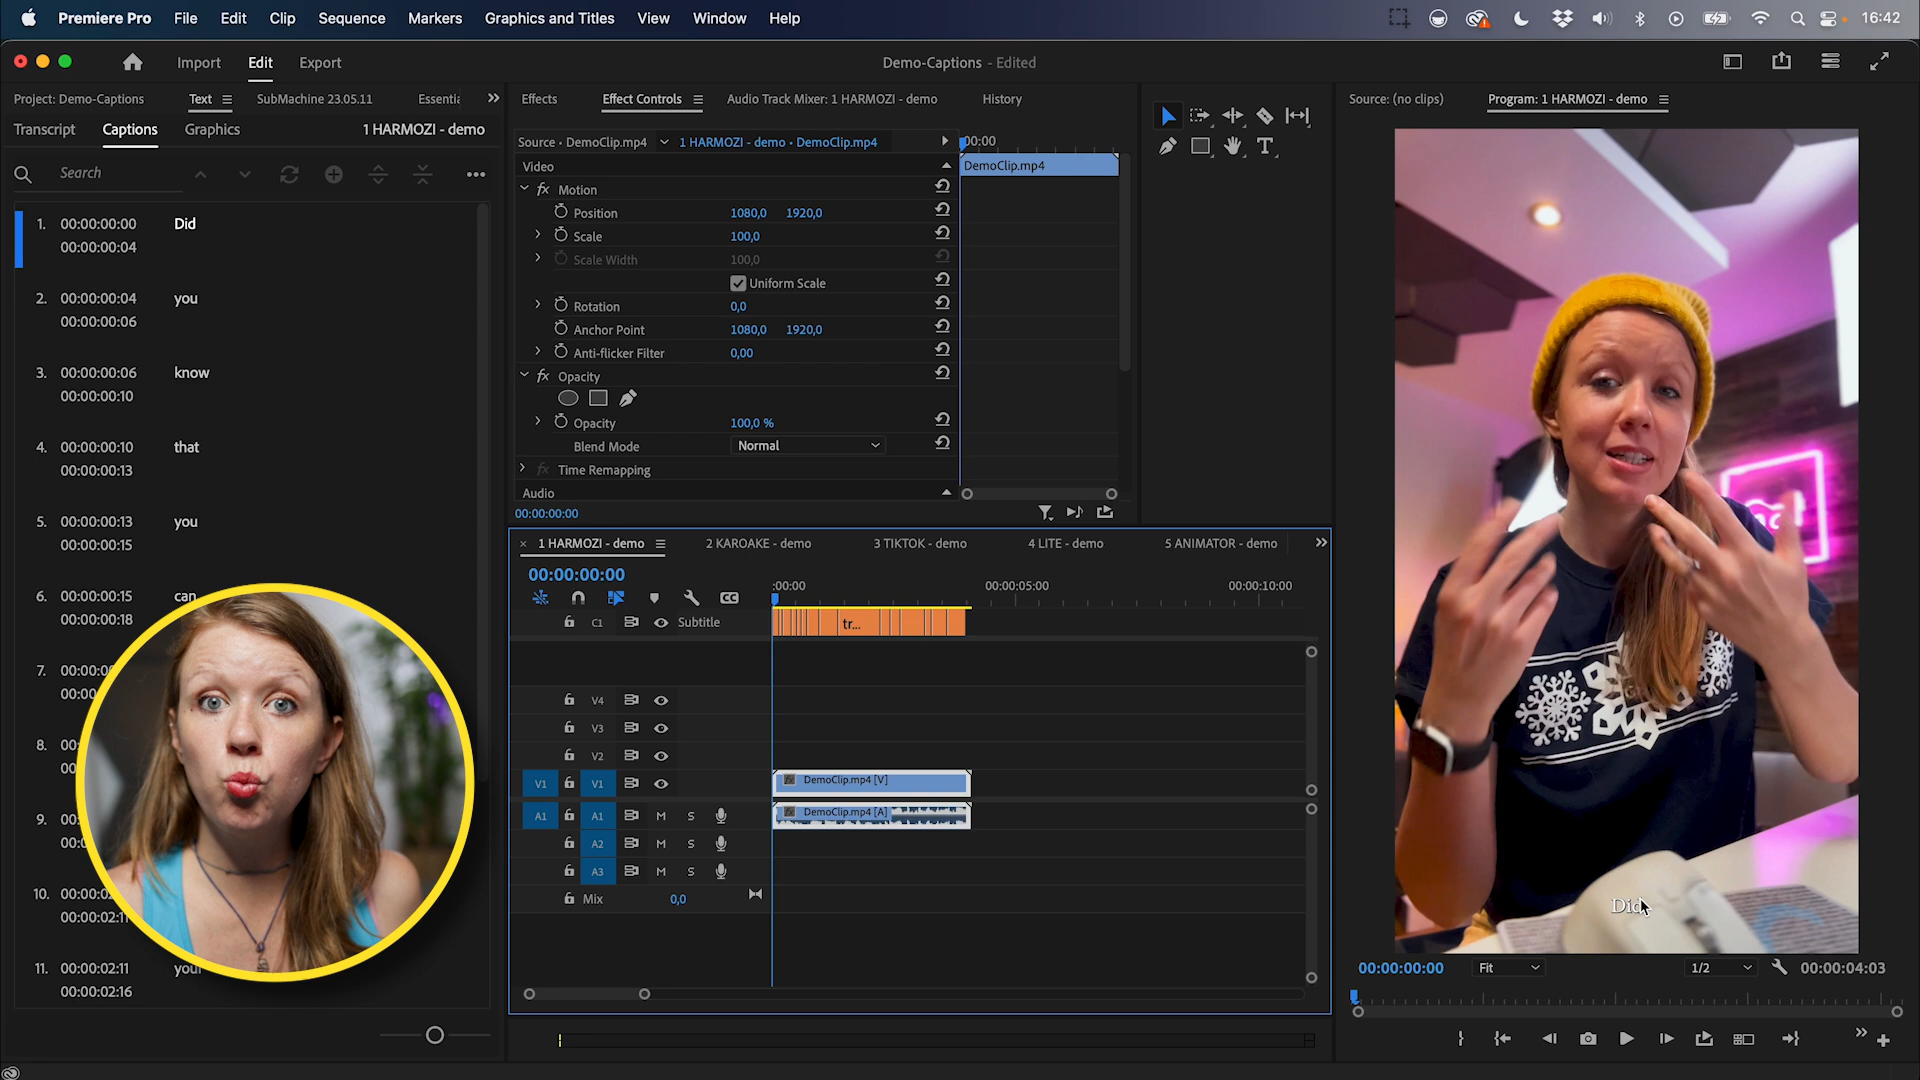 Premiere Pro File Edit Clip Sequence Markers Graphics and Titles View Window Help 16:42
Import Edit Export Demo-Captions - Edited
Project: Demo-Captions Text SubMachine 23.05.11 Essentia
Transcript Captions Graphics 1 HARMOZI - demo
Search
1. 00:00:00:00 Did
00:00:00:04
2. 00:00:00:04 you
00:00:00:06
3. 00:00:00:06 know
00:00:00:10
4. 00:00:00:10 that
00:00:00:13
5. 00:00:00:13 you
00:00:00:15
6. 00:00:00:15 can
00:00:00:18
7.
8.
9.
10.
11. 00:00:02:11 your
00:00:02:16
Effects Effect Controls Audio Track Mixer: 1 HARMOZI - demo History
Source • DemoClip.mp4 1 HARMOZI - demo • DemoClip.mp4 :00:00
Video DemoClip.mp4
fx Motion
Position 1080,0 1920,0
Scale 100,0
Scale Width 100,0
Uniform Scale
Rotation 0,0
Anchor Point 1080,0 1920,0
Anti-flicker Filter 0,00
fx Opacity
Opacity 100,0 %
Blend Mode Normal
fx Time Remapping
Audio
00:00:00:00
1 HARMOZI - demo 2 KAROAKE - demo 3 TIKTOK - demo 4 LITE - demo 5 ANIMATOR - demo
00:00:00:00 :00:00 00:00:05:00 00:00:10:00
CC
C1 Subtitle tr...
V4
V3
V2
V1 V1 fx DemoClip.mp4 [V]
A1 A1 M S fx DemoClip.mp4 [A]
A2 M S
A3 M S
Mix 0,0
Source: (no clips) Program: 1 HARMOZI - demo
Did
00:00:00:00 Fit 1/2 00:00:04:03